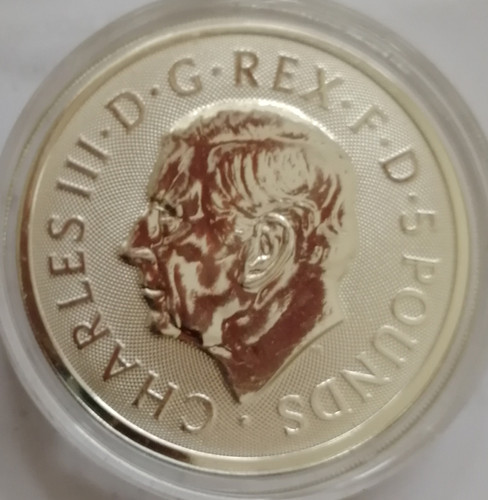 CHARLES III · D · G · REX · F · D · 5 POUNDS ·